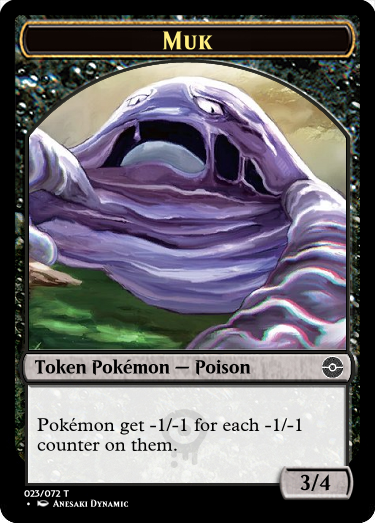 Muk
Token Pokémon — Poison
Pokémon get -1/-1 for each -1/-1
counter on them.
3/4
023/072 T
• Anesaki Dynamic